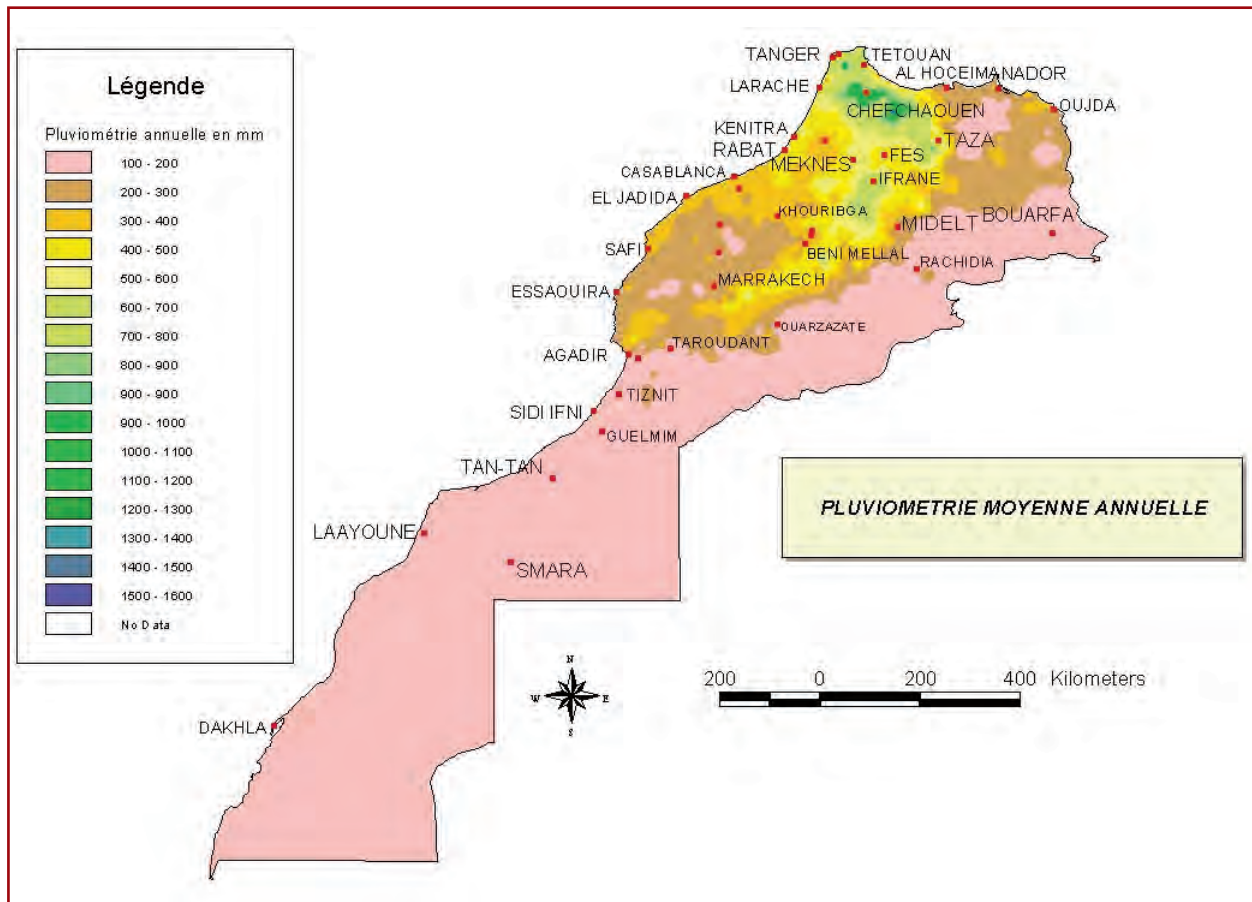 Légende
Pluviométrie annuelle en mm
100 - 200
200 - 300
300 - 400
400 - 500
500 - 600
600 - 700
700 - 800
800 - 900
900 - 900
900 - 1000
1000 - 1100
1100 - 1200
1200 - 1300
1300 - 1400
1400 - 1500
1500 - 1600
No Data
TANGER
TETOUAN
AL HOCEIMANADOR
LARACHE
OUJDA
CHEFCHAOUEN
KENITRA
RABAT
TAZA
MEKNES
FES
CASABLANCA
IFRANE
EL JADIDA
KHOURIBGA
MIDELT
BOUARFA
SAFI
BENI MELLAL
RACHIDIA
MARRAKECH
ESSAOUIRA
OUARZAZATE
TAROUDANT
AGADIR
TIZNIT
SIDI IFNI
GUELMIM
TAN-TAN
LAAYOUNE
SMARA
DAKHLA
PLUVIOMETRIE MOYENNE ANNUELLE
N
W
E
S
200 0 200 400 Kilometers